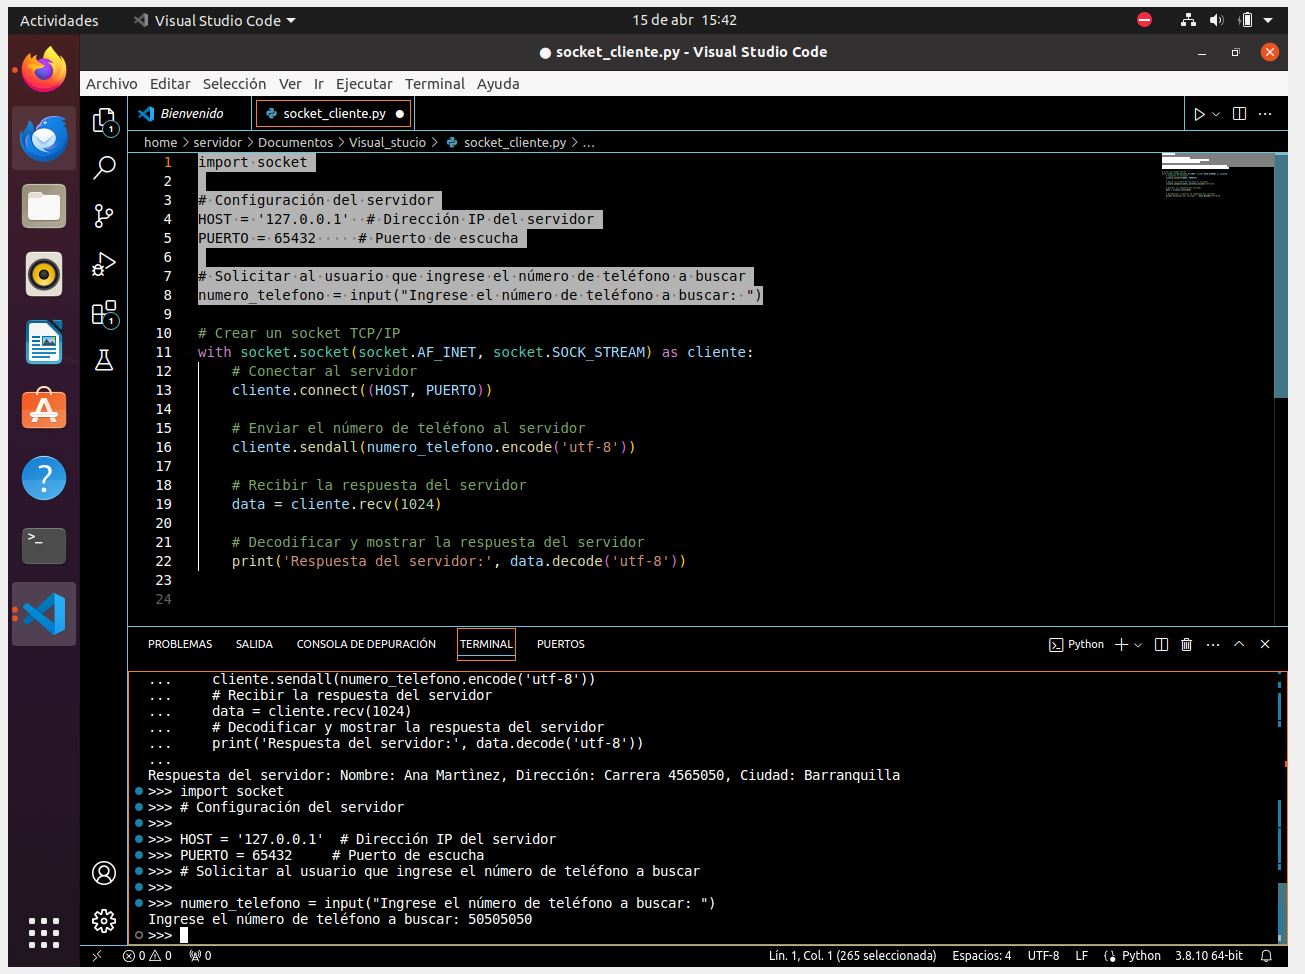 Actividades Visual Studio Code 15 de abr 15:42
● socket_cliente.py - Visual Studio Code
Archivo Editar Selección Ver Ir Ejecutar Terminal Ayuda
Bienvenido socket_cliente.py ●
home > servidor > Documentos > Visual_stucio > socket_cliente.py > ...
1 import socket
2
3 # Configuración del servidor
4 HOST = '127.0.0.1'  # Dirección IP del servidor
5 PUERTO = 65432     # Puerto de escucha
6
7 # Solicitar al usuario que ingrese el número de teléfono a buscar
8 numero_telefono = input("Ingrese el número de teléfono a buscar: ")
9
10 # Crear un socket TCP/IP
11 with socket.socket(socket.AF_INET, socket.SOCK_STREAM) as cliente:
12     # Conectar al servidor
13     cliente.connect((HOST, PUERTO))
14
15     # Enviar el número de teléfono al servidor
16     cliente.sendall(numero_telefono.encode('utf-8'))
17
18     # Recibir la respuesta del servidor
19     data = cliente.recv(1024)
20
21     # Decodificar y mostrar la respuesta del servidor
22     print('Respuesta del servidor:', data.decode('utf-8'))
23
24
PROBLEMAS SALIDA CONSOLA DE DEPURACIÓN TERMINAL PUERTOS Python
...     cliente.sendall(numero_telefono.encode('utf-8'))
...     # Recibir la respuesta del servidor
...     data = cliente.recv(1024)
...     # Decodificar y mostrar la respuesta del servidor
...     print('Respuesta del servidor:', data.decode('utf-8'))
...
Respuesta del servidor: Nombre: Ana Martìnez, Dirección: Carrera 4565050, Ciudad: Barranquilla
>>> import socket
>>> # Configuración del servidor
>>>
>>> HOST = '127.0.0.1'  # Dirección IP del servidor
>>> PUERTO = 65432     # Puerto de escucha
>>> # Solicitar al usuario que ingrese el número de teléfono a buscar
>>>
>>> numero_telefono = input("Ingrese el número de teléfono a buscar: ")
Ingrese el número de teléfono a buscar: 50505050
>>>
0 0 0 Lín. 1, Col. 1 (265 seleccionada) Espacios: 4 UTF-8 LF Python 3.8.10 64-bit